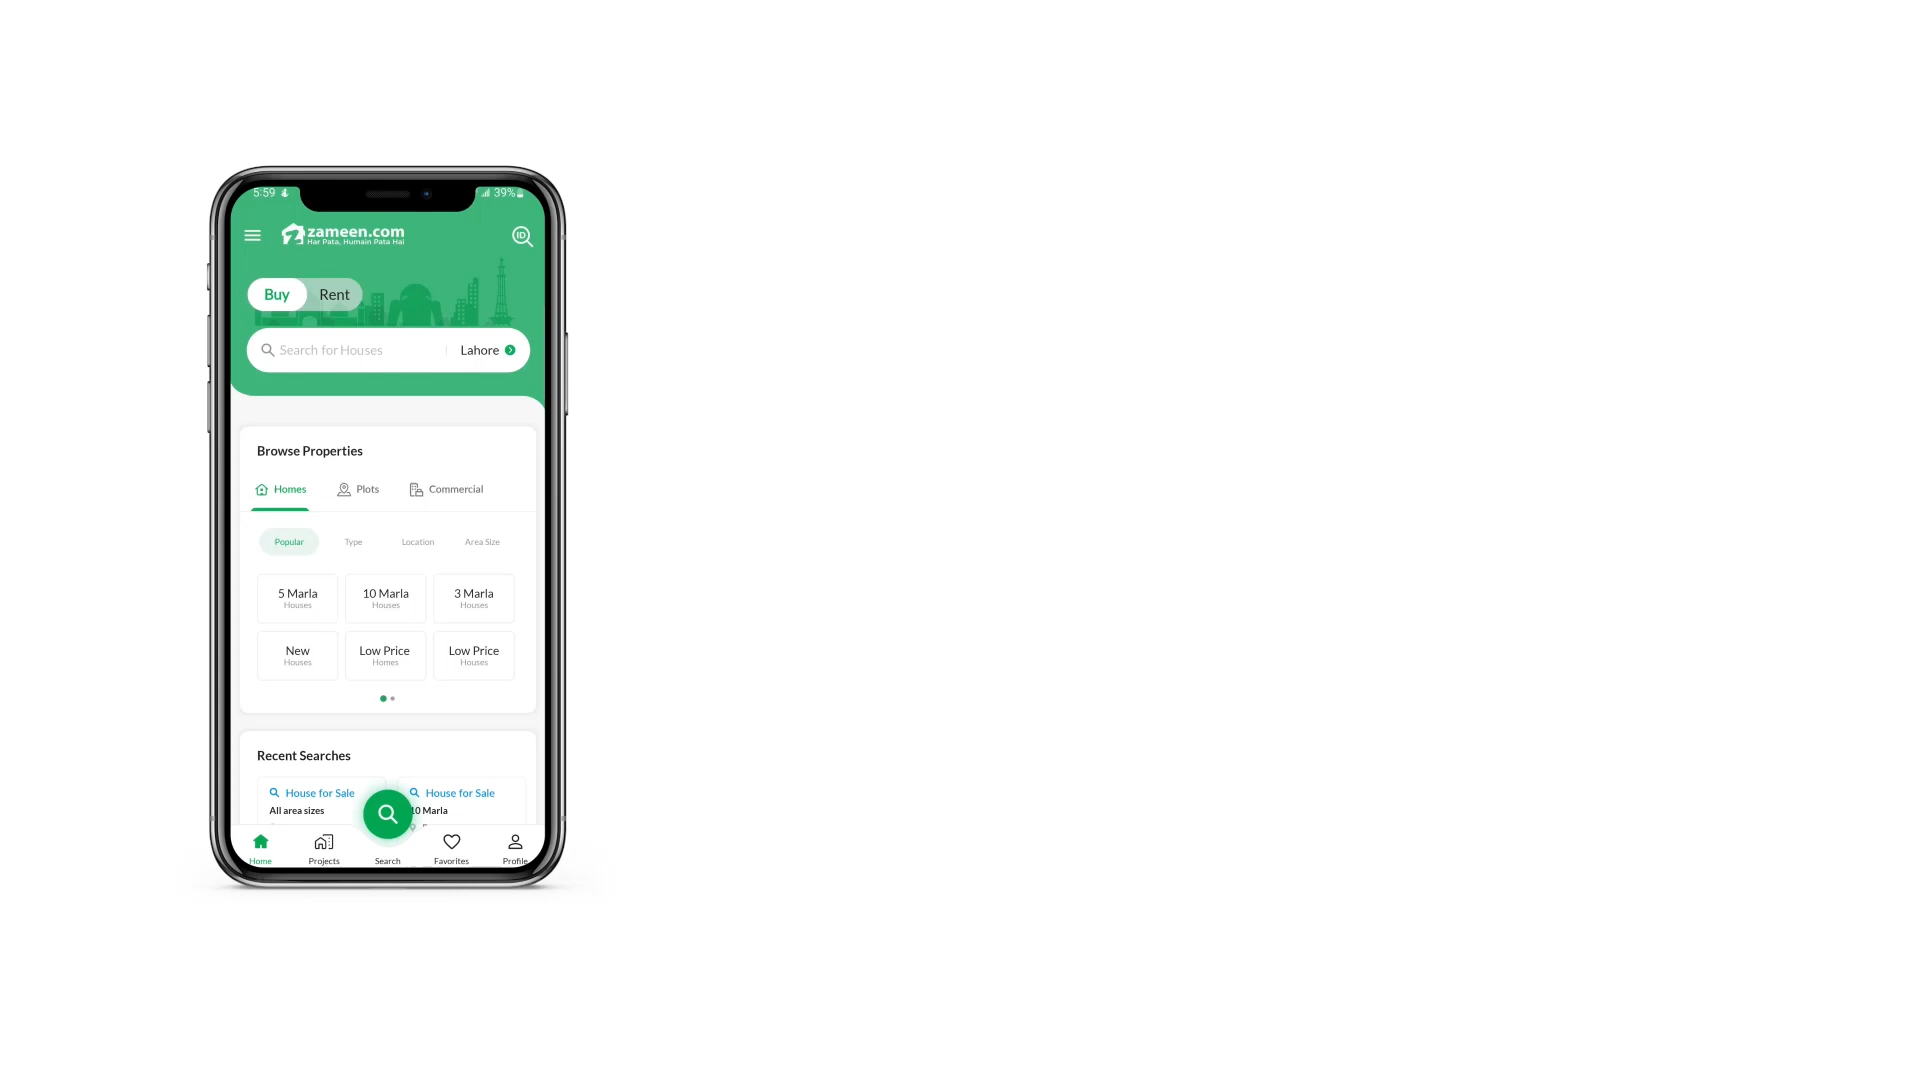 5:59
39%
zameen.com
Har Pata, Humain Pata Hai
ID
Buy
Rent
Search for Houses
Lahore
Browse Properties
Homes
Plots
Commercial
Popular
Type
Location
Area Size
5 Marla
Houses
10 Marla
Houses
3 Marla
Houses
New
Houses
Low Price
Homes
Low Price
Houses
Recent Searches
House for Sale
All area sizes
House for Sale
10 Marla
Home
Projects
Search
Favorites
Profile